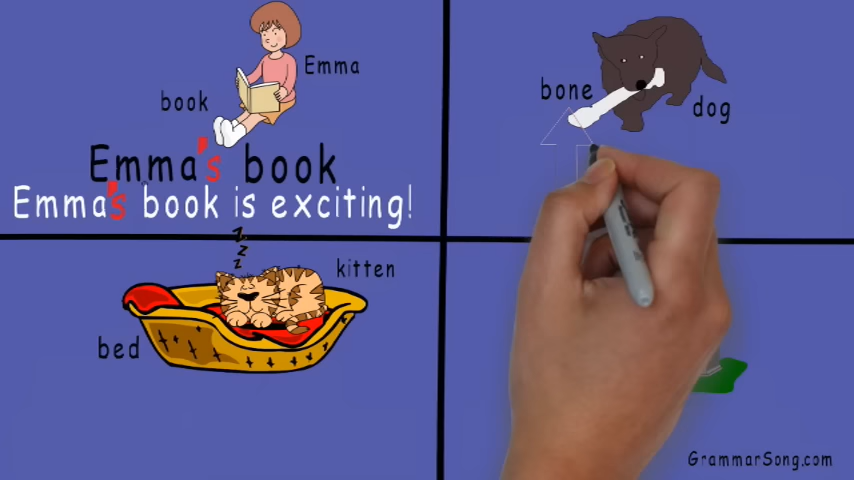 Emma
book
Emma's book
Emma's book is exciting!
bone
dog
z
z
z
kitten
bed
GrammarSong.com